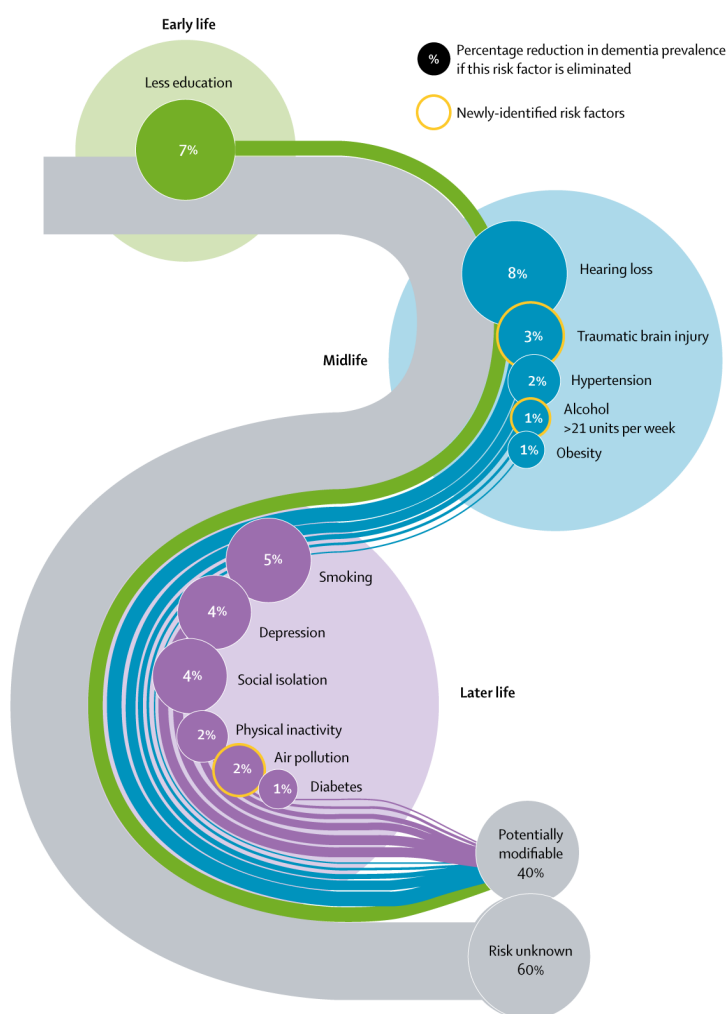 Early life
%
Percentage reduction in dementia prevalence
if this risk factor is eliminated
Newly-identified risk factors
Less education
7%
8%
Hearing loss
3%
Traumatic brain injury
Midlife
2%
Hypertension
1%
Alcohol
>21 units per week
1%
Obesity
5%
Smoking
4%
Depression
4%
Social isolation
Later life
2%
Physical inactivity
2%
Air pollution
1%
Diabetes
Potentially
modifiable
40%
Risk unknown
60%